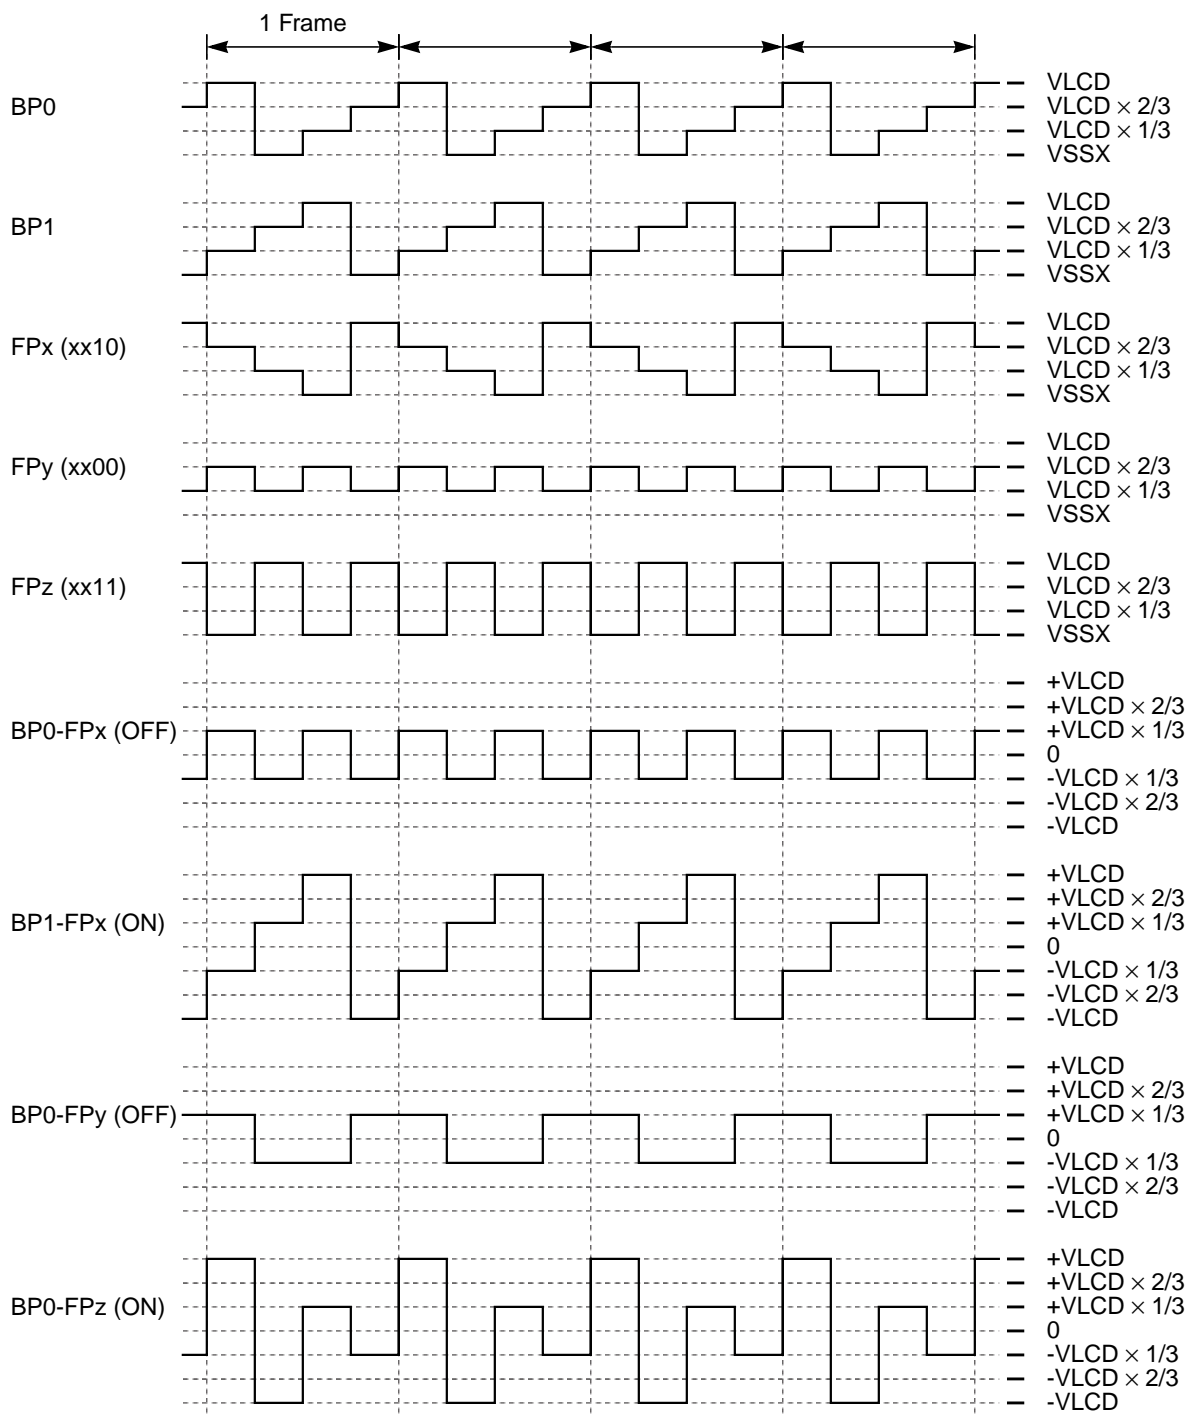 1 Frame
BP0
VLCD
VLCD × 2/3
VLCD × 1/3
VSSX
BP1
VLCD
VLCD × 2/3
VLCD × 1/3
VSSX
FPx (xx10)
VLCD
VLCD × 2/3
VLCD × 1/3
VSSX
FPy (xx00)
VLCD
VLCD × 2/3
VLCD × 1/3
VSSX
FPz (xx11)
VLCD
VLCD × 2/3
VLCD × 1/3
VSSX
BP0-FPx (OFF)
+VLCD
+VLCD × 2/3
+VLCD × 1/3
0
-VLCD × 1/3
-VLCD × 2/3
-VLCD
BP1-FPx (ON)
+VLCD
+VLCD × 2/3
+VLCD × 1/3
0
-VLCD × 1/3
-VLCD × 2/3
-VLCD
BP0-FPy (OFF)
+VLCD
+VLCD × 2/3
+VLCD × 1/3
0
-VLCD × 1/3
-VLCD × 2/3
-VLCD
BP0-FPz (ON)
+VLCD
+VLCD × 2/3
+VLCD × 1/3
0
-VLCD × 1/3
-VLCD × 2/3
-VLCD